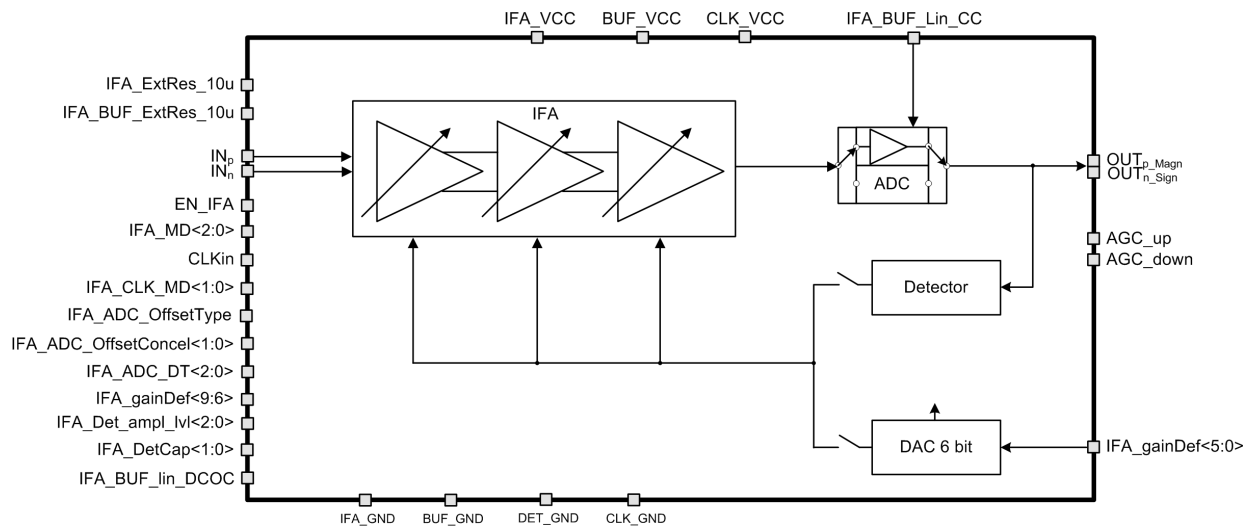 IFA_VCC
BUF_VCC
CLK_VCC
IFA_BUF_Lin_CC
IFA_ExtRes_10u
IFA_BUF_ExtRes_10u
INp
INn
EN_IFA
IFA_MD<2:0>
CLKin
IFA_CLK_MD<1:0>
IFA_ADC_OffsetType
IFA_ADC_OffsetConcel<1:0>
IFA_ADC_DT<2:0>
IFA_gainDef<9:6>
IFA_Det_ampl_lvl<2:0>
IFA_DetCap<1:0>
IFA_BUF_lin_DCOC
IFA
ADC
Detector
DAC 6 bit
OUTp_Magn
OUTn_Sign
AGC_up
AGC_down
IFA_gainDef<5:0>
IFA_GND
BUF_GND
DET_GND
CLK_GND